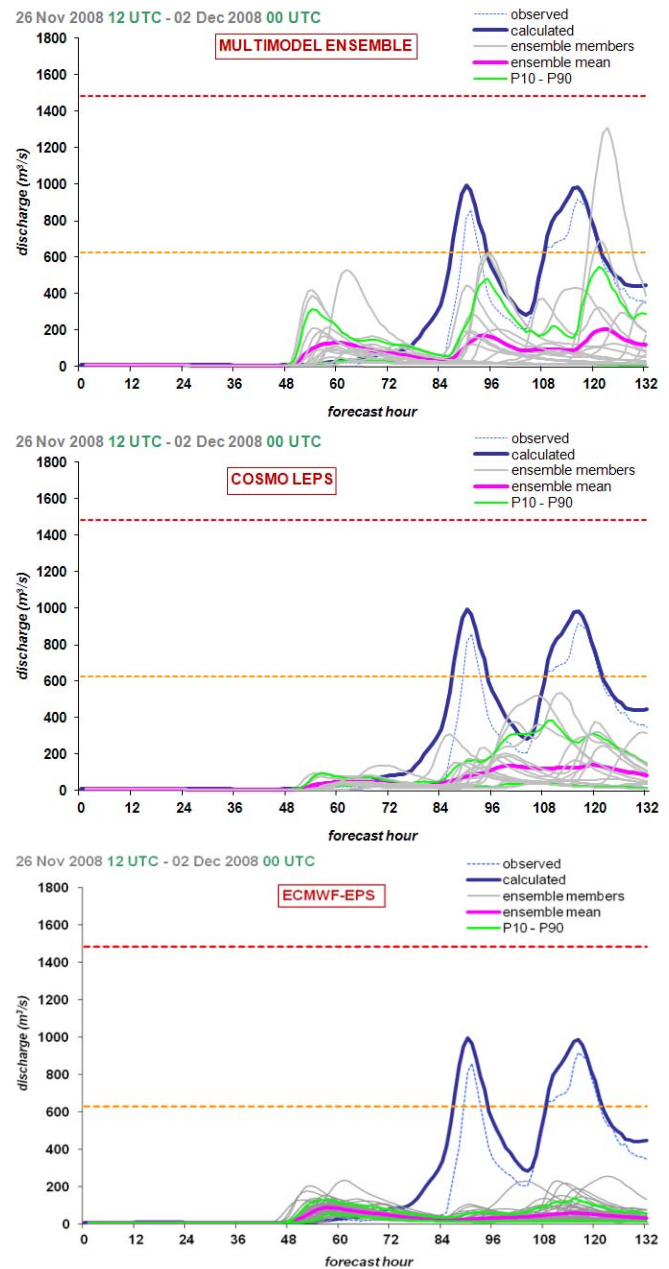 26 Nov 2008 12 UTC - 02 Dec 2008 00 UTC
MULTIMODEL ENSEMBLE
observed
calculated
ensemble members
ensemble mean
P10 - P90
1800
1600
1400
1200
1000
800
600
400
200
0
discharge (m³/s)
0 12 24 36 48 60 72 84 96 108 120 132
forecast hour
26 Nov 2008 12 UTC - 02 Dec 2008 00 UTC
COSMO LEPS
observed
calculated
ensemble members
ensemble mean
P10 - P90
1800
1600
1400
1200
1000
800
600
400
200
0
discharge (m³/s)
0 12 24 36 48 60 72 84 96 108 120 132
forecast hour
26 Nov 2008 12 UTC - 02 Dec 2008 00 UTC
ECMWF-EPS
observed
calculated
ensemble members
ensemble mean
P10 - P90
1800
1600
1400
1200
1000
800
600
400
200
0
discharge (m³/s)
0 12 24 36 48 60 72 84 96 108 120 132
forecast hour